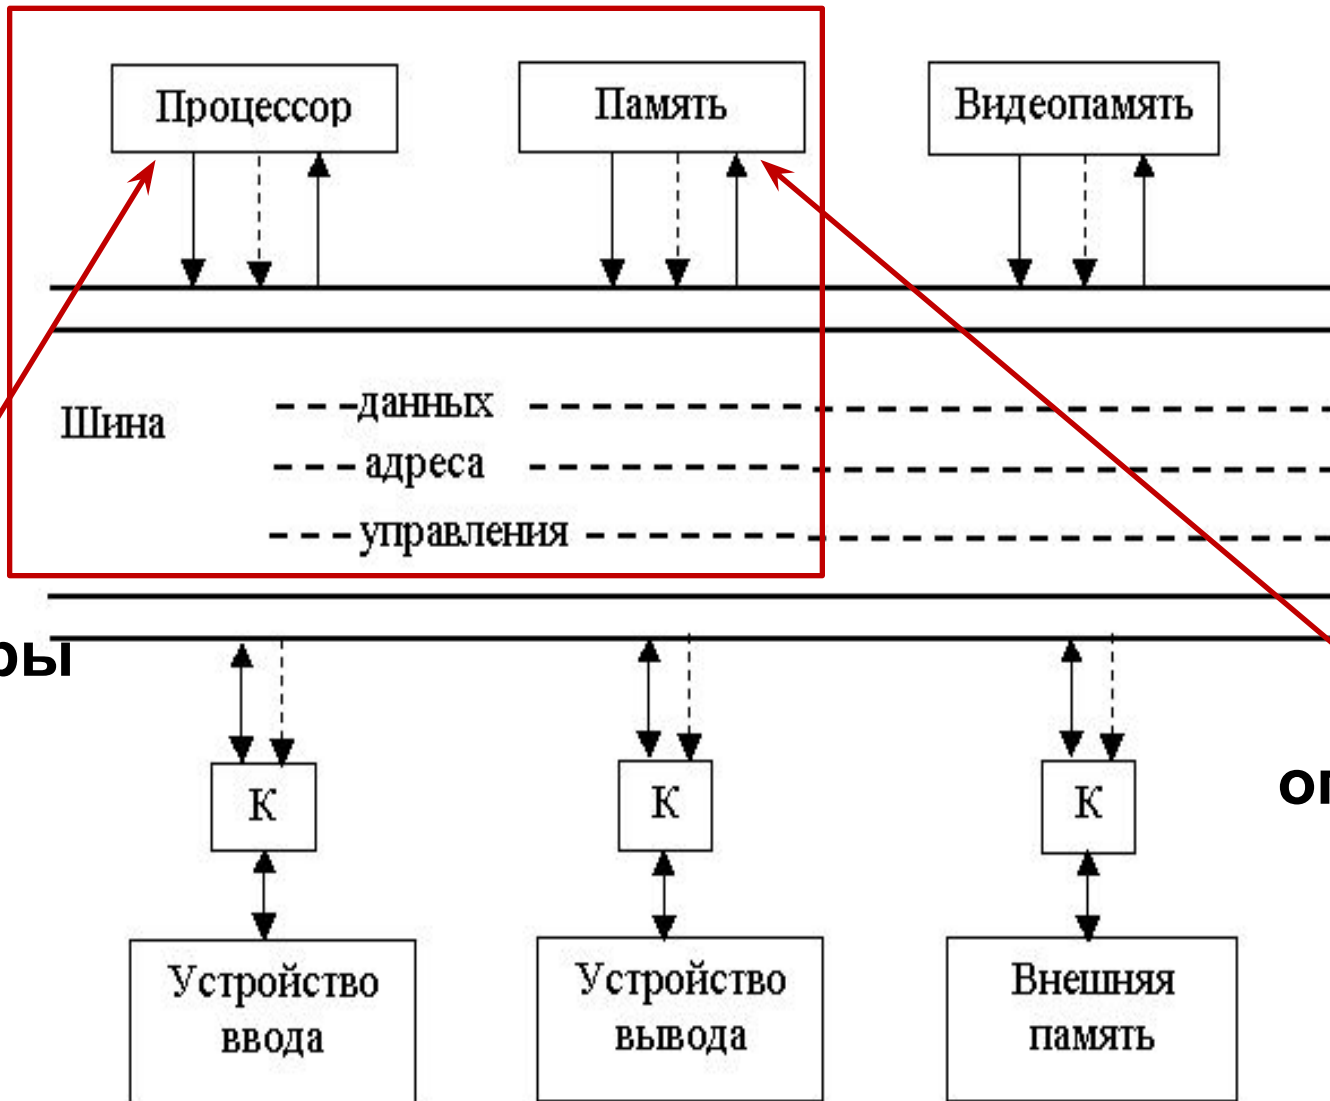 Процессор
Память
Видеопамять
Шина
данных
адреса
управления
К
К
К
Устройство
ввода
Устройство
вывода
Внешняя
память